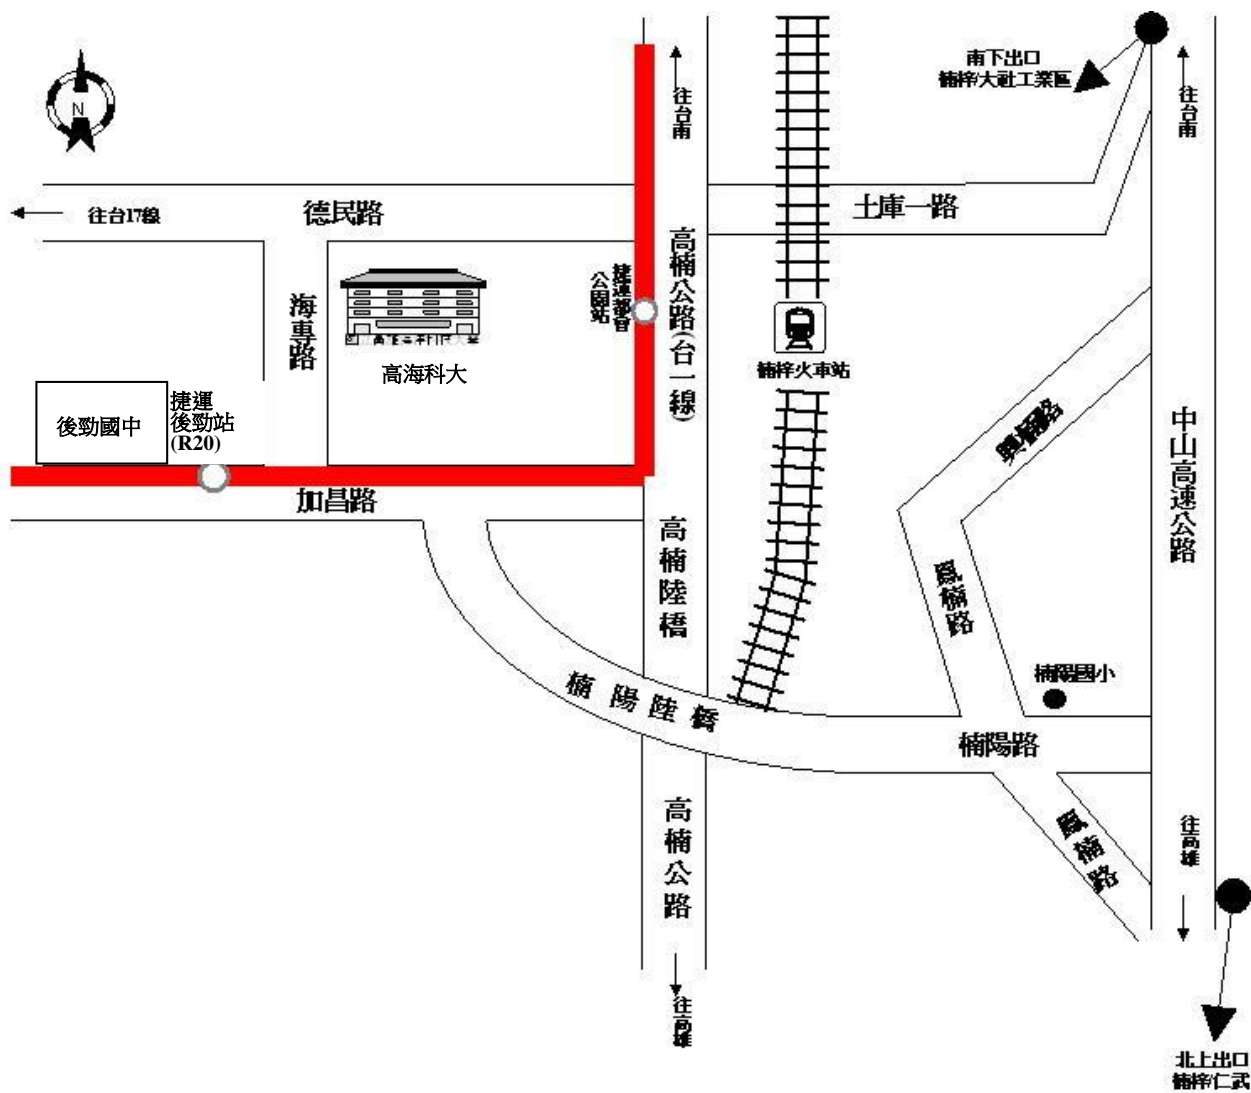 N
南下出口
楠梓/大社工業區
往台南
往台南
往台17線
德民路
土庫一路
高楠公路(台一線)
捷運都會
公園站
海專路
高海科大
楠梓火車站
後勁國中
捷運
後勁站
(R20)
加昌路
興楠路
中山高速公路
高楠陸橋
鳳楠路
楠陽國小
楠陽陸橋
楠陽路
高楠公路
鳳楠路
往高雄
往高雄
北上出口
楠梓/仁武